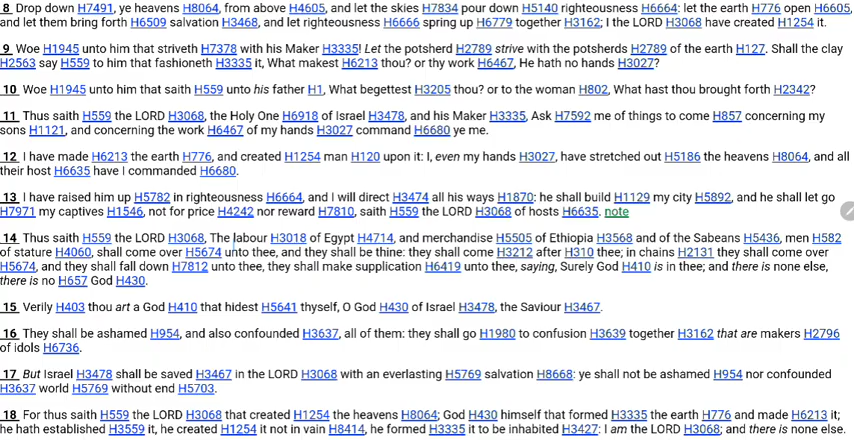 8 Drop down H7491, ye heavens H8064, from above H4605, and let the skies H7834 pour down H5140 righteousness H6664: let the earth H776 open H6605,
and let them bring forth H6509 salvation H3468, and let righteousness H6666 spring up H6779 together H3162; I the LORD H3068 have created H1254 it.
9 Woe H1945 unto him that striveth H7378 with his Maker H3335! Let the potsherd H2789 strive with the potsherds H2789 of the earth H127. Shall the clay
H2563 say H559 to him that fashioneth H3335 it, What makest H6213 thou? or thy work H6467, He hath no hands H3027?
10 Woe H1945 unto him that saith H559 unto his father H1, What begettest H3205 thou? or to the woman H802, What hast thou brought forth H2342?
11 Thus saith H559 the LORD H3068, the Holy One H6918 of Israel H3478, and his Maker H3335, Ask H7592 me of things to come H857 concerning my
sons H1121, and concerning the work H6467 of my hands H3027 command H6680 ye me.
12 I have made H6213 the earth H776, and created H1254 man H120 upon it: I, even my hands H3027, have stretched out H5186 the heavens H8064, and all
their host H6635 have I commanded H6680.
13 I have raised him up H5782 in righteousness H6664, and I will direct H3474 all his ways H1870: he shall build H1129 my city H5892, and he shall let go
H7971 my captives H1546, not for price H4242 nor reward H7810, saith H559 the LORD H3068 of hosts H6635. note
14 Thus saith H559 the LORD H3068, The labour H3018 of Egypt H4714, and merchandise H5505 of Ethiopia H3568 and of the Sabeans H5436, men H582
of stature H4060, shall come over H5674 unto thee, and they shall be thine: they shall come H3212 after H310 thee; in chains H2131 they shall come over
H5674, and they shall fall down H7812 unto thee, they shall make supplication H6419 unto thee, saying, Surely God H410 is in thee; and there is none else,
there is no H657 God H430.
15 Verily H403 thou art a God H410 that hidest H5641 thyself, O God H430 of Israel H3478, the Saviour H3467.
16 They shall be ashamed H954, and also confounded H3637, all of them: they shall go H1980 to confusion H3639 together H3162 that are makers H2796
of idols H6736.
17 But Israel H3478 shall be saved H3467 in the LORD H3068 with an everlasting H5769 salvation H8668: ye shall not be ashamed H954 nor confounded
H3637 world H5769 without end H5703.
18 For thus saith H559 the LORD H3068 that created H1254 the heavens H8064; God H430 himself that formed H3335 the earth H776 and made H6213 it;
he hath established H3559 it, he created H1254 it not in vain H8414, he formed H3335 it to be inhabited H3427: I am the LORD H3068; and there is none else.